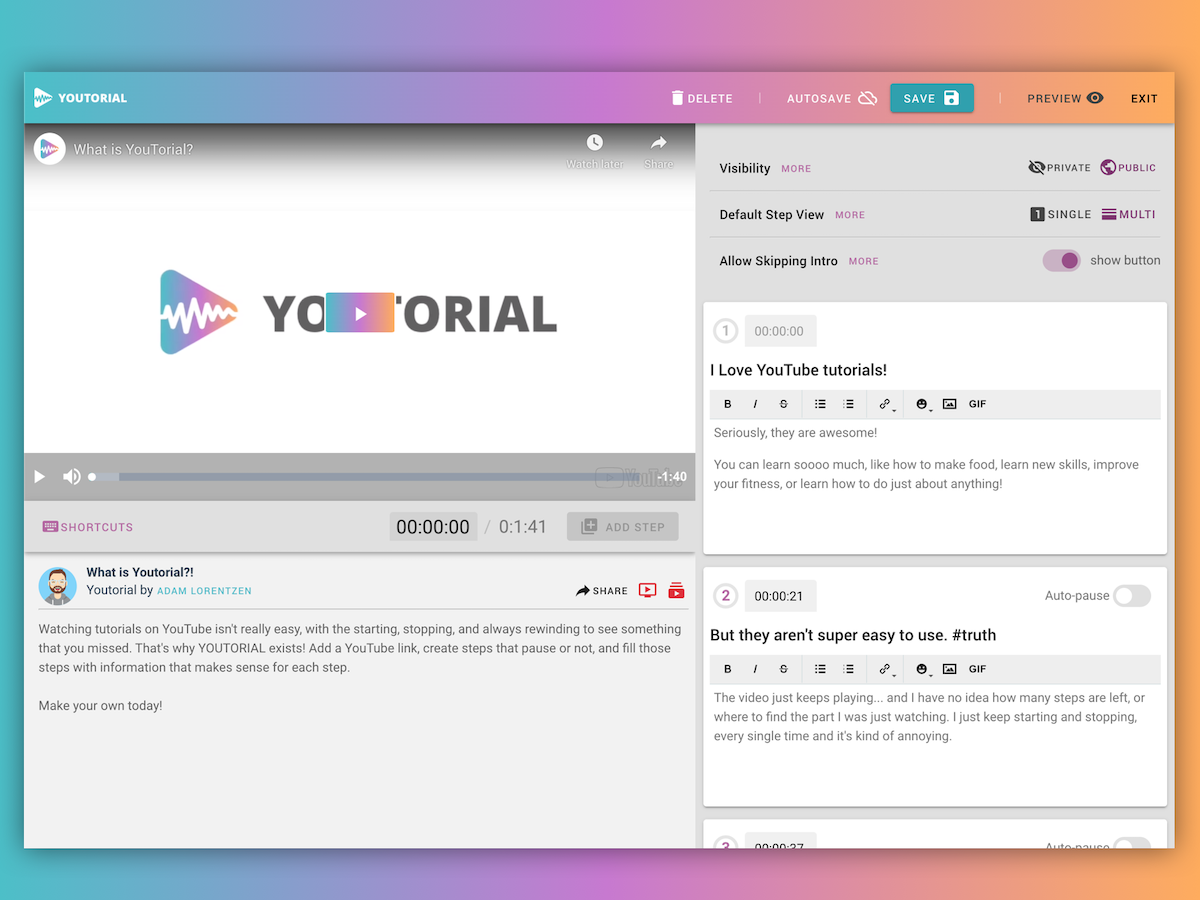 YOUTORIAL
DELETE | AUTOSAVE SAVE | PREVIEW EXIT
What is YouTorial?
Watch later Share
YO TORIAL
YouTube -1:40
SHORTCUTS 00:00:00 / 0:1:41 ADD STEP
What is Youtorial?!
Youtorial by ADAM LORENTZEN
SHARE
Watching tutorials on YouTube isn't really easy, with the starting, stopping, and always rewinding to see something
that you missed. That's why YOUTORIAL exists! Add a YouTube link, create steps that pause or not, and fill those
steps with information that makes sense for each step.
Make your own today!
Visibility MORE PRIVATE PUBLIC
Default Step View MORE 1 SINGLE MULTI
Allow Skipping Intro MORE show button
1 00:00:00
I Love YouTube tutorials!
B I S GIF
Seriously, they are awesome!
You can learn soooo much, like how to make food, learn new skills, improve
your fitness, or learn how to do just about anything!
2 00:00:21 Auto-pause
But they aren't super easy to use. #truth
B I S GIF
The video just keeps playing... and I have no idea how many steps are left, or
where to find the part I was just watching. I just keep starting and stopping,
every single time and it's kind of annoying.
3 00:00:37 Auto-pause